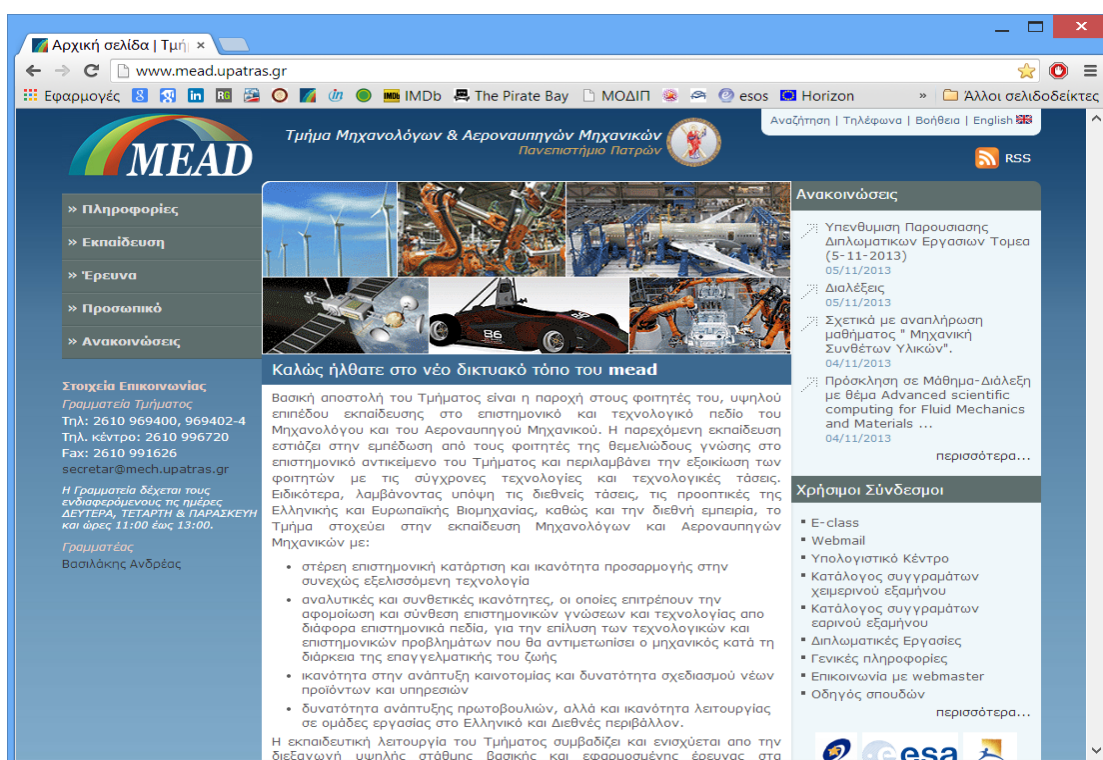 Αρχική σελίδα | Τμή
www.mead.upatras.gr
Εφαρμογές
IMDb
The Pirate Bay
ΜΟΔΙΠ
esos
Horizon
»
Άλλοι σελιδοδείκτες
MEAD
Τμήμα Μηχανολόγων & Αεροναυπηγών Μηχανικών
Πανεπιστήμιο Πατρών
Αναζήτηση | Τηλέφωνα | Βοήθεια | English
RSS
» Πληροφορίες
» Εκπαίδευση
» Έρευνα
» Προσωπικό
» Ανακοινώσεις
Στοιχεία Επικοινωνίας
Γραμματεία Τμήματος
Τηλ: 2610 969400, 969402-4
Τηλ. κέντρο: 2610 996720
Fax: 2610 991626
secretar@mech.upatras.gr
Η Γραμματεία δέχεται τους
ενδιαφερόμενους τις ημέρες
ΔΕΥΤΕΡΑ, ΤΕΤΑΡΤΗ & ΠΑΡΑΣΚΕΥΗ
και ώρες 11:00 έως 13:00.
Γραμματέας
Βασιλάκης Ανδρέας
Καλώς ήλθατε στο νέο δικτυακό τόπο του mead
Βασική αποστολή του Τμήματος είναι η παροχή στους φοιτητές του, υψηλού
επιπέδου εκπαίδευσης στο επιστημονικό και τεχνολογικό πεδίο του
Μηχανολόγου και του Αεροναυπηγού Μηχανικού. Η παρεχόμενη εκπαίδευση
εστιάζει στην εμπέδωση από τους φοιτητές της θεμελιώδους γνώσης στο
επιστημονικό αντικείμενο του Τμήματος και περιλαμβάνει την εξοικίωση των
φοιτητών με τις σύγχρονες τεχνολογίες και τεχνολογικές τάσεις.
Ειδικότερα, λαμβάνοντας υπόψη τις διεθνείς τάσεις, τις προοπτικές της
Ελληνικής και Ευρωπαϊκής Βιομηχανίας, καθώς και την διεθνή εμπειρία, το
Τμήμα στοχεύει στην εκπαίδευση Μηχανολόγων και Αεροναυπηγών
Μηχανικών με:
• στέρεη επιστημονική κατάρτιση και ικανότητα προσαρμογής στην
συνεχώς εξελισσόμενη τεχνολογία
• αναλυτικές και συνθετικές ικανότητες, οι οποίες επιτρέπουν την
αφομοίωση και σύνθεση επιστημονικών γνώσεων και τεχνολογίας απο
διάφορα επιστημονικά πεδία, για την επίλυση των τεχνολογικών και
επιστημονικών προβλημάτων που θα αντιμετωπίσει ο μηχανικός κατά τη
διάρκεια της επαγγελματικής του ζωής
• ικανότητα στην ανάπτυξη καινοτομίας και δυνατότητα σχεδιασμού νέων
προϊόντων και υπηρεσιών
• δυνατότητα ανάπτυξης πρωτοβουλιών, αλλά και ικανότητα λειτουργίας
σε ομάδες εργασίας στο Ελληνικό και Διεθνές περιβάλλον.
Η εκπαιδευτική λειτουργία του Τμήματος συμβαδίζει και ενισχύεται απο την
διεξαγωγή υψηλής στάθμης βασικής και εφαρμοσμένης έρευνας στα
Ανακοινώσεις
Υπενθυμιση Παρουσιασης
Διπλωματικων Εργασιων Τομεα
(5-11-2013)
05/11/2013
Διαλέξεις
05/11/2013
Σχετικά με αναπλήρωση
μαθήματος " Μηχανική
Συνθέτων Υλικών".
04/11/2013
Πρόσκληση σε Μάθημα-Διάλεξη
με θέμα Advanced scientific
computing for Fluid Mechanics
and Materials ...
04/11/2013
περισσότερα...
Χρήσιμοι Σύνδεσμοι
▪ E-class
▪ Webmail
▪ Υπολογιστικό Κέντρο
▪ Κατάλογος συγγραμάτων
χειμερινού εξαμήνου
▪ Κατάλογος συγγραμάτων
εαρινού εξαμήνου
▪ Διπλωματικές Εργασίες
▪ Γενικές πληροφορίες
▪ Επικοινωνία με webmaster
▪ Οδηγός σπουδών
περισσότερα...
esa